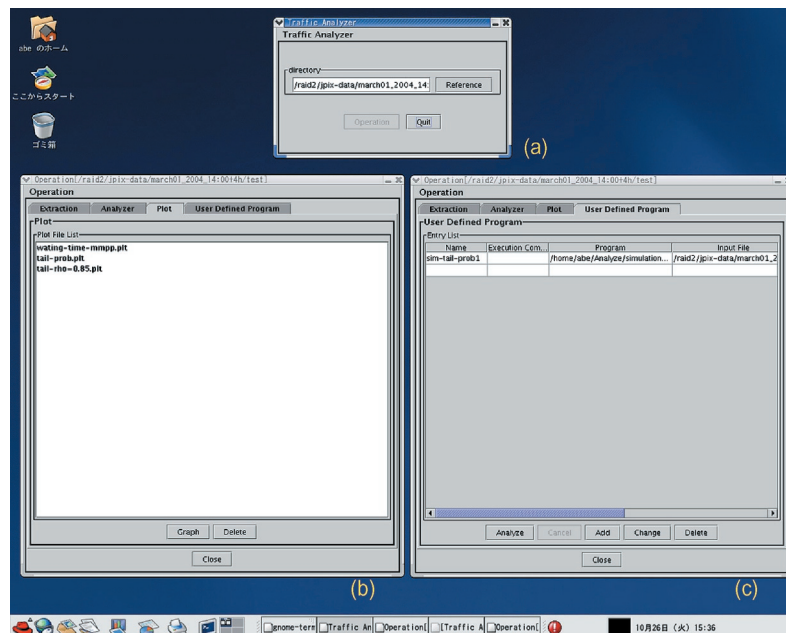 abe のホーム
ここからスタート
ゴミ箱
Traffic Analyzer
Traffic Analyzer
directory
/raid2/jpix-data/march01_2004_14:
Reference
Operation
Quit
(a)
Operation[/raid2/jpix-data/march01_2004_14:00+4h/test]
Operation
Extraction Analyzer Plot User Defined Program
Plot
Plot File List
wating-time-mmpp.plt
tail-prob.plt
tail-rho=0.85.plt
Graph Delete
Close
(b)
Operation[/raid2/jpix-data/march01_2004_14:00+4h/test]
Operation
Extraction Analyzer Plot User Defined Program
User Defined Program
Entry List
Name Execution Com... Program Input File
sim-tail-prob1 /home/abe/Analyze/simulation... /raid2/jpix-data/march01_2
Analyze Cancel Add Change Delete
Close
(c)
gnome-term Traffic An Operation[ [Traffic A Operation[ 10月26日 (火) 15:36